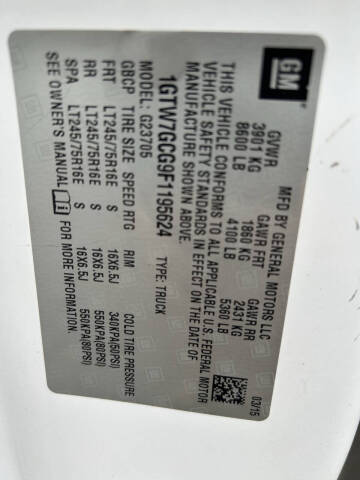 GM
MFD BY GENERAL MOTORS LLC 03/15
GVWR GAWR FRT GAWR RR
3901 KG 1860 KG 2431 KG
8600 LB 4100 LB 5360 LB
THIS VEHICLE CONFORMS TO ALL APPLICABLE U.S. FEDERAL MOTOR
VEHICLE SAFETY STANDARDS IN EFFECT ON THE DATE OF
MANUFACTURE SHOWN ABOVE.
1GTW7GCG9F1195624 TYPE: TRUCK
MODEL: G23705
GBCP TIRE SIZE SPEED RTG RIM COLD TIRE PRESSURE
FRT LT245/75R16E S 16X6.5J 340KPA(50PSI)
RR LT245/75R16E S 16X6.5J 550KPA(80PSI)
SPA LT245/75R16E S 16X6.5J 550KPA(80PSI)
SEE OWNER'S MANUAL FOR MORE INFORMATION.